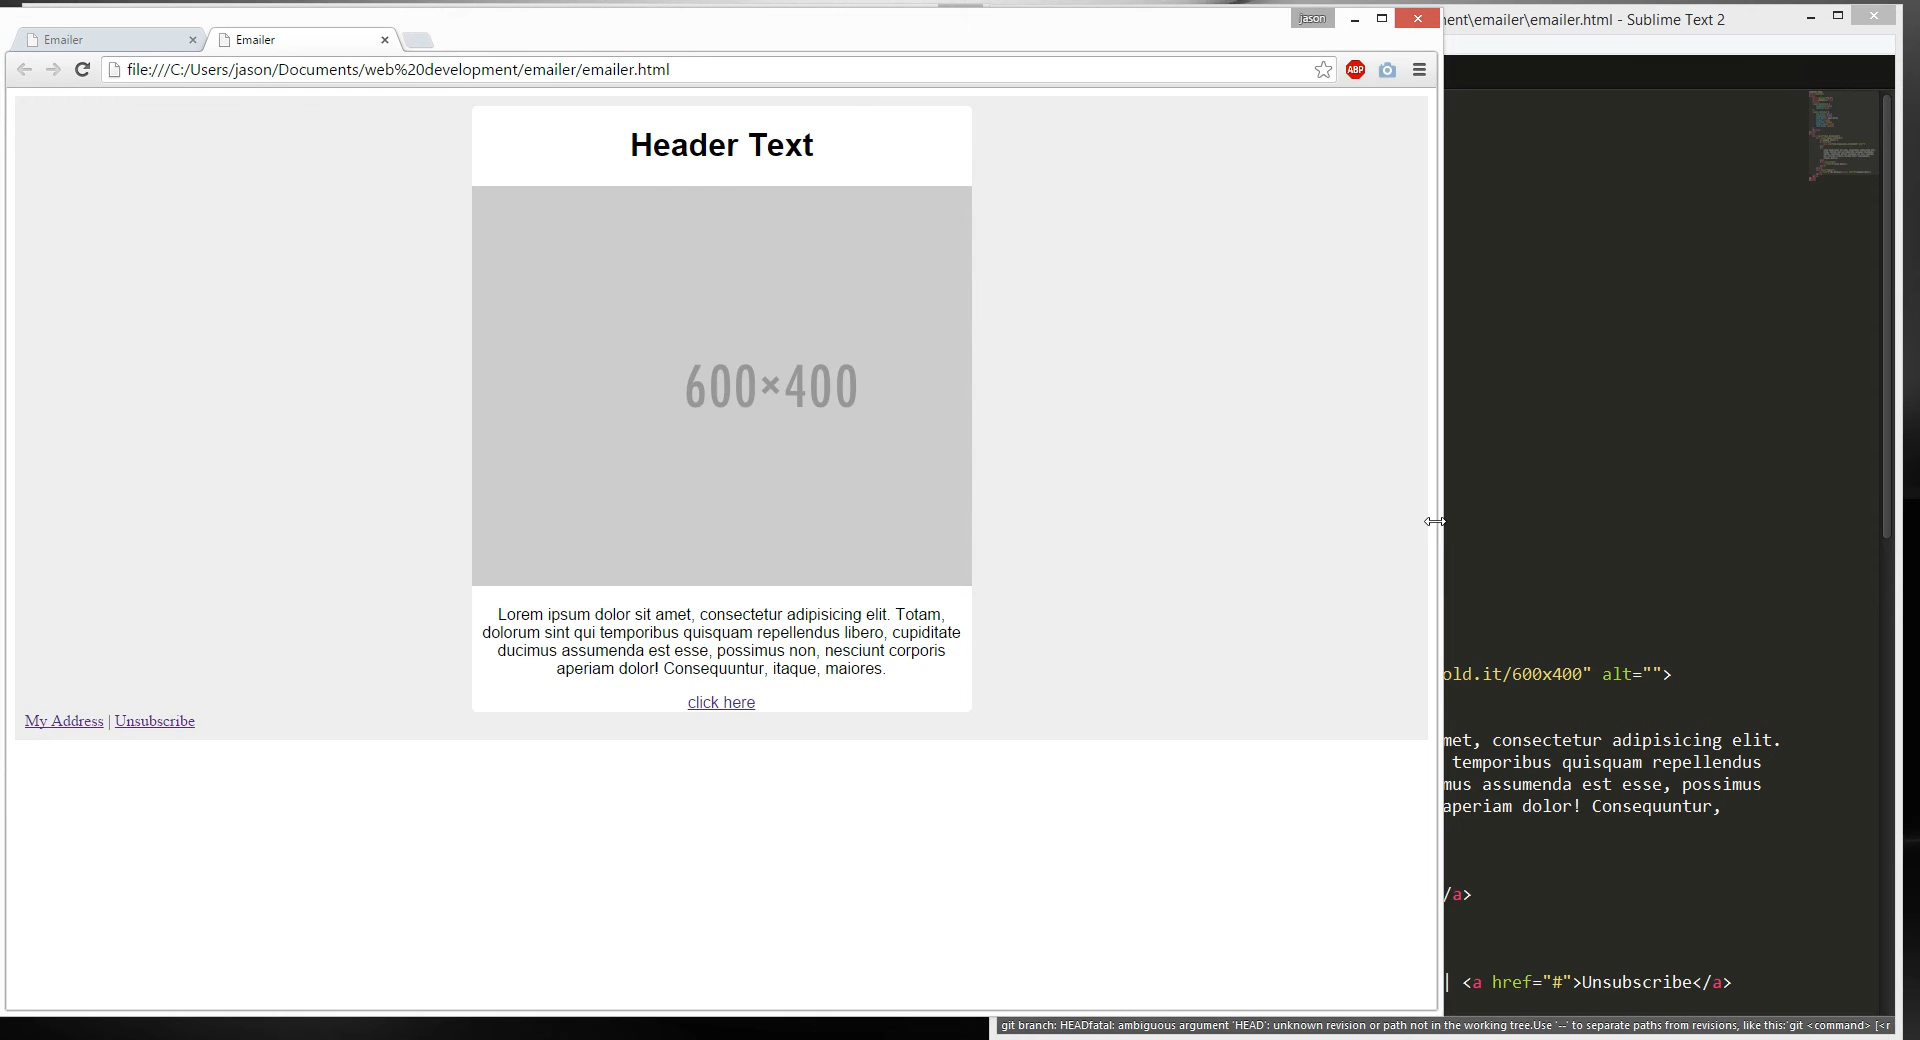 jason
ment\emailer\emailer.html - Sublime Text 2
Emailer
Emailer
file:///C:/Users/jason/Documents/web%20development/emailer/emailer.html
ABP
Header Text
600×400
Lorem ipsum dolor sit amet, consectetur adipisicing elit. Totam,
dolorum sint qui temporibus quisquam repellendus libero, cupiditate
ducimus assumenda est esse, possimus non, nesciunt corporis
aperiam dolor! Consequuntur, itaque, maiores.
click here
My Address | Unsubscribe
old.it/600x400" alt="">
met, consectetur adipisicing elit.
temporibus quisquam repellendus
mus assumenda est esse, possimus
aperiam dolor! Consequuntur,
/a>
| <a href="#">Unsubscribe</a>
git branch: HEADfatal: ambiguous argument 'HEAD': unknown revision or path not in the working tree.Use '--' to separate paths from revisions, like this:'git <command> [<r